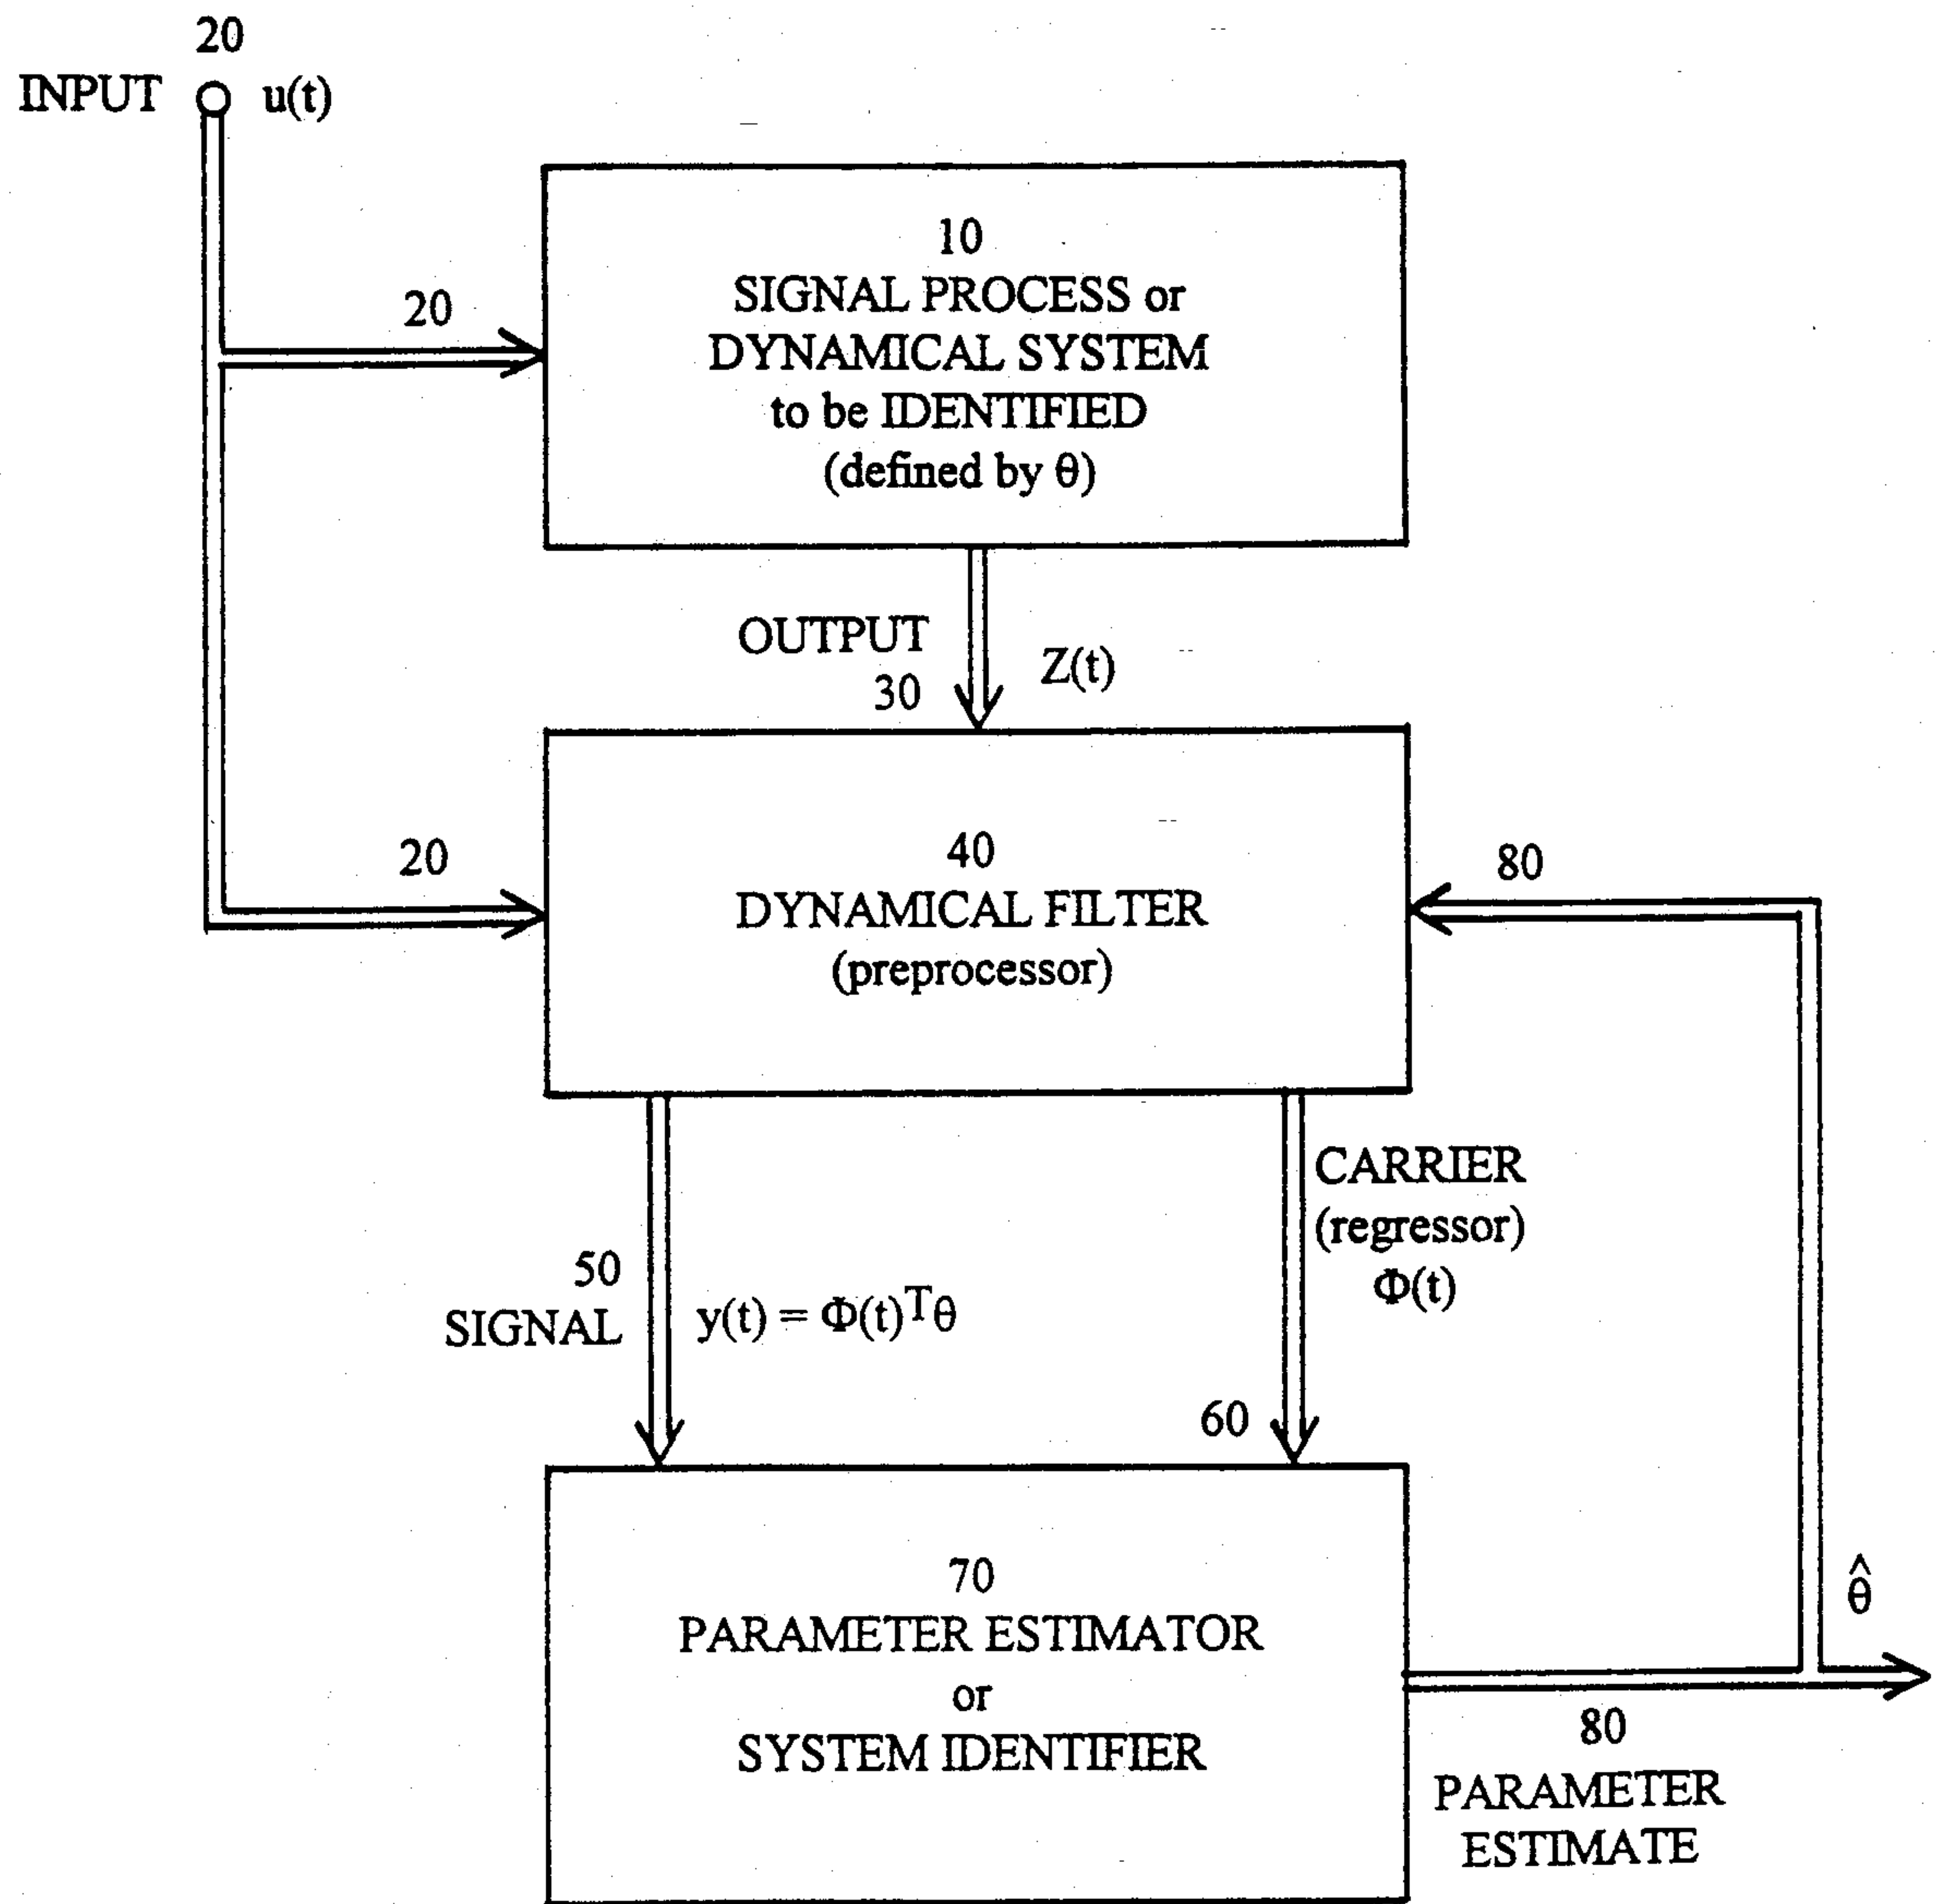 20
INPUT u(t)
10
SIGNAL PROCESS or
20
DYNAMICAL SYSTEM
to be IDENTIFIED
(defined by θ)
OUTPUT
30
Z(t)
20
40
DYNAMICAL FILTER
(preprocessor)
80
CARRIER
(regressor)
Φ(t)
50
SIGNAL
y(t) = Φ(t)ᵀθ
60
70
PARAMETER ESTIMATOR
or
SYSTEM IDENTIFIER
θ̂
80
PARAMETER
ESTIMATE